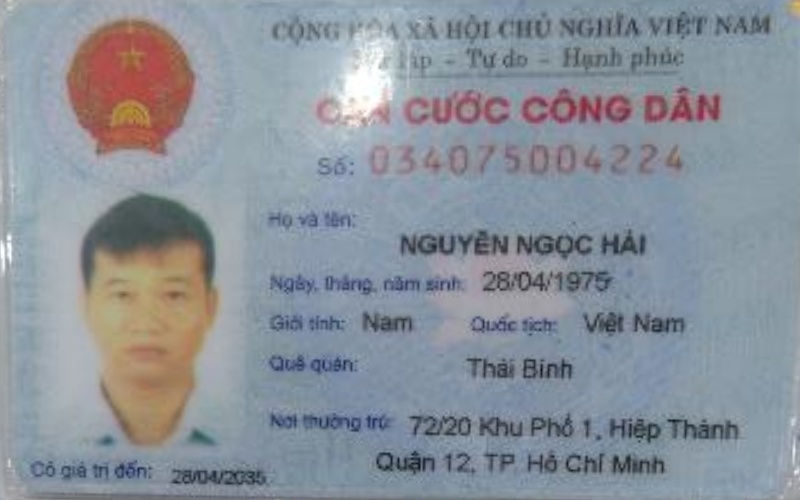 CỘNG HÒA XÃ HỘI CHỦ NGHĨA VIỆT NAM
Độc lập - Tự do - Hạnh phúc
CĂN CƯỚC CÔNG DÂN
Số: 034075004224
Họ và tên:
NGUYỄN NGỌC HẢI
Ngày, tháng, năm sinh: 28/04/1975
Giới tính: Nam Quốc tịch: Việt Nam
Quê quán:
Thái Bình
Nơi thường trú: 72/20 Khu Phố 1, Hiệp Thành
Quận 12, TP. Hồ Chí Minh
Có giá trị đến: 28/04/2035